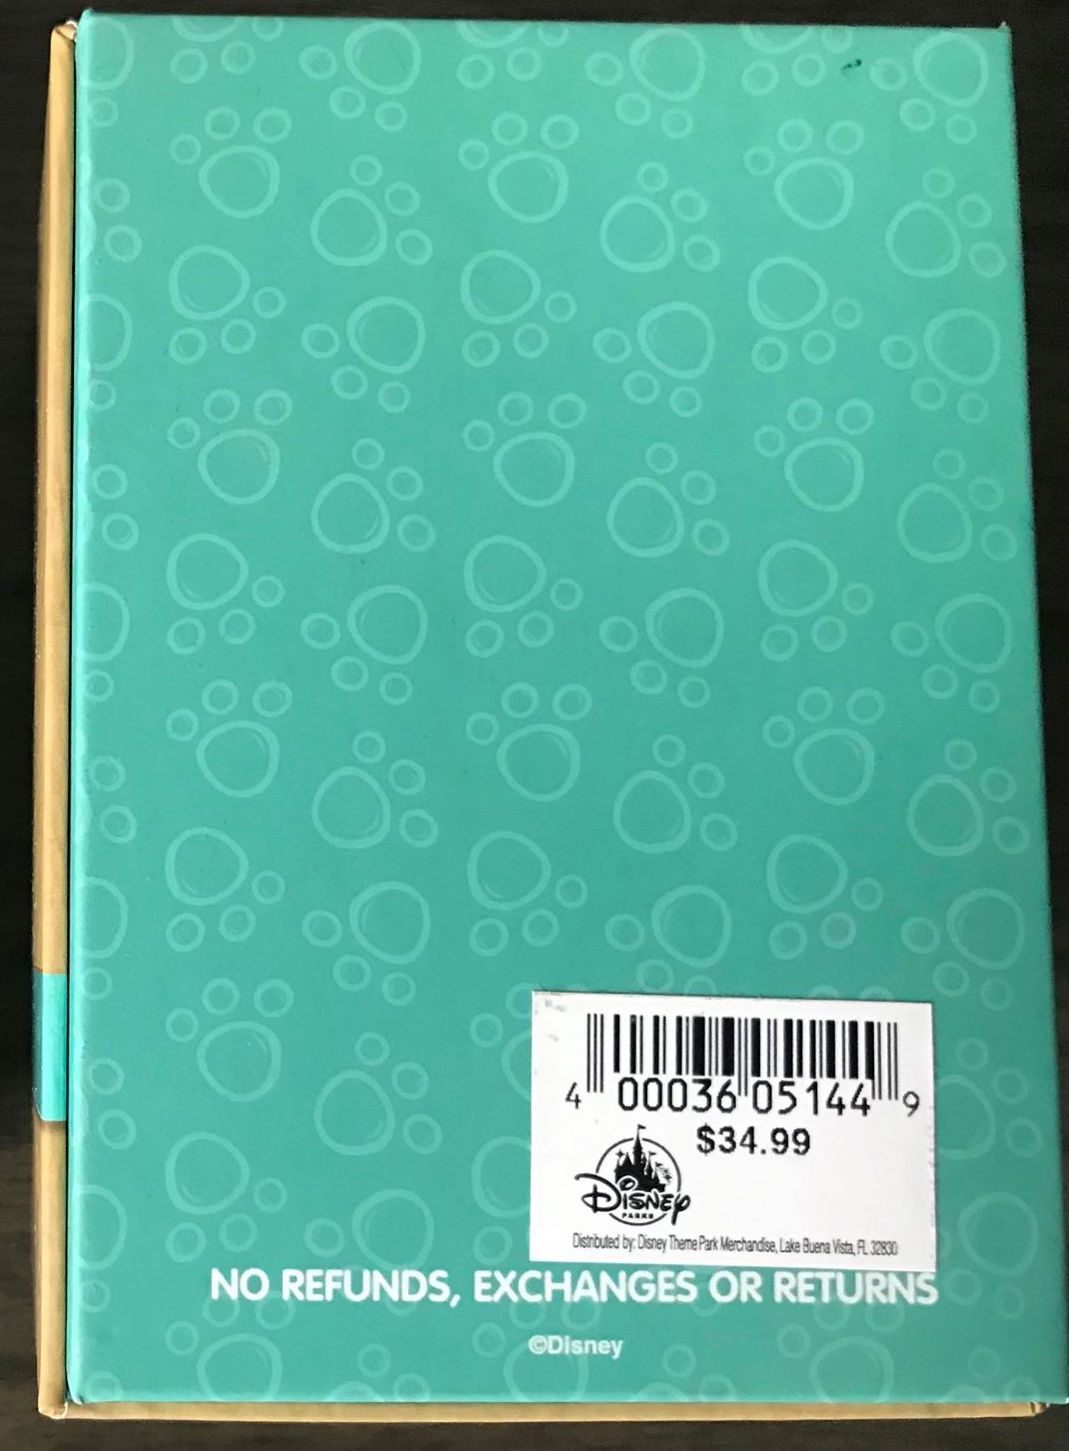 4 00036 05144 9
$34.99
Disney
PARKS
Distributed by: Disney Theme Park Merchandise, Lake Buena Vista, FL 32830
NO REFUNDS, EXCHANGES OR RETURNS
©Disney